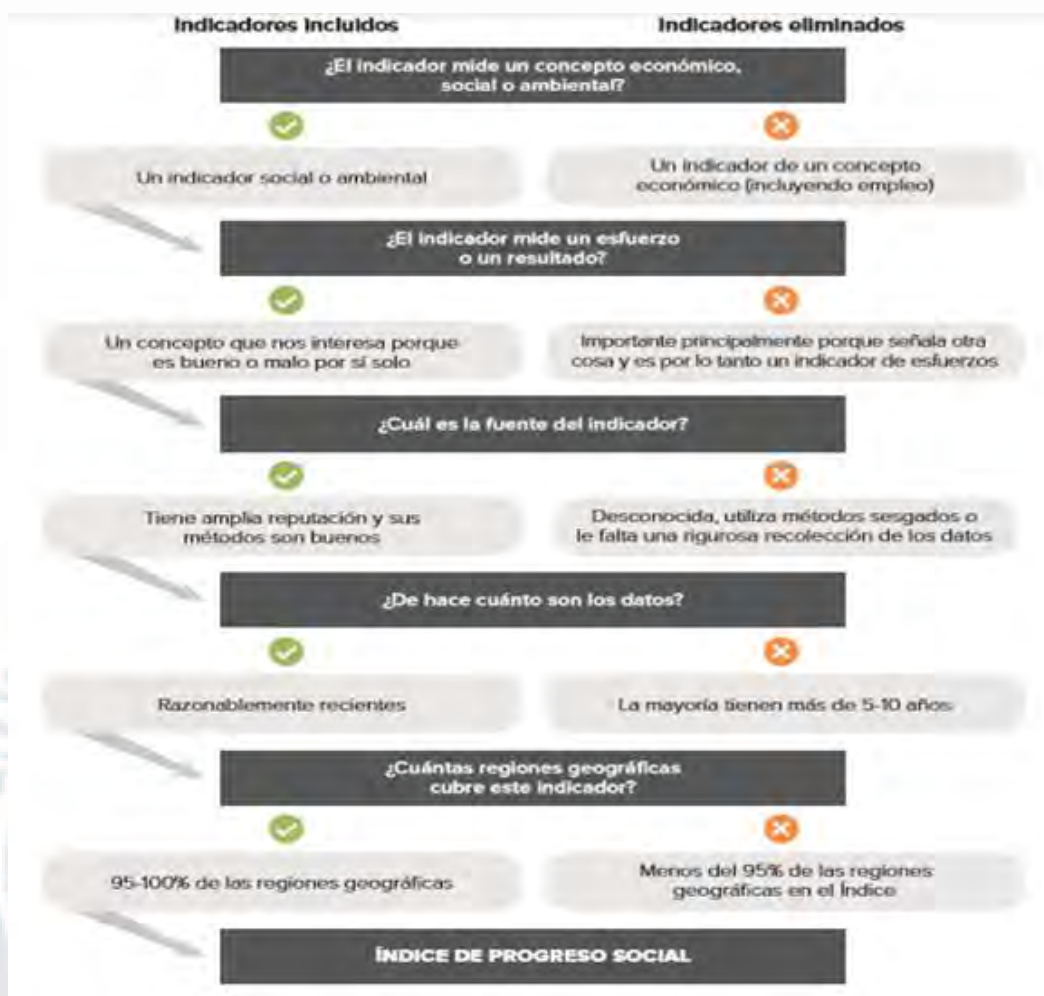 Indicadores incluidos
Indicadores eliminados
¿El indicador mide un concepto económico,
social o ambiental?
Un indicador social o ambiental
Un indicador de un concepto
económico (incluyendo empleo)
¿El indicador mide un esfuerzo
o un resultado?
Un concepto que nos interesa porque
es bueno o malo por sí solo
Importante principalmente porque señala otra
cosa y es por lo tanto un indicador de esfuerzos
¿Cuál es la fuente del indicador?
Tiene amplia reputación y sus
métodos son buenos
Desconocida, utiliza métodos sesgados o
le falta una rigurosa recolección de los datos
¿De hace cuánto son los datos?
Razonablemente recientes
La mayoría tienen más de 5-10 años
¿Cuántas regiones geográficas
cubre este indicador?
95-100% de las regiones geográficas
Menos del 95% de las regiones
geográficas en el Índice
ÍNDICE DE PROGRESO SOCIAL